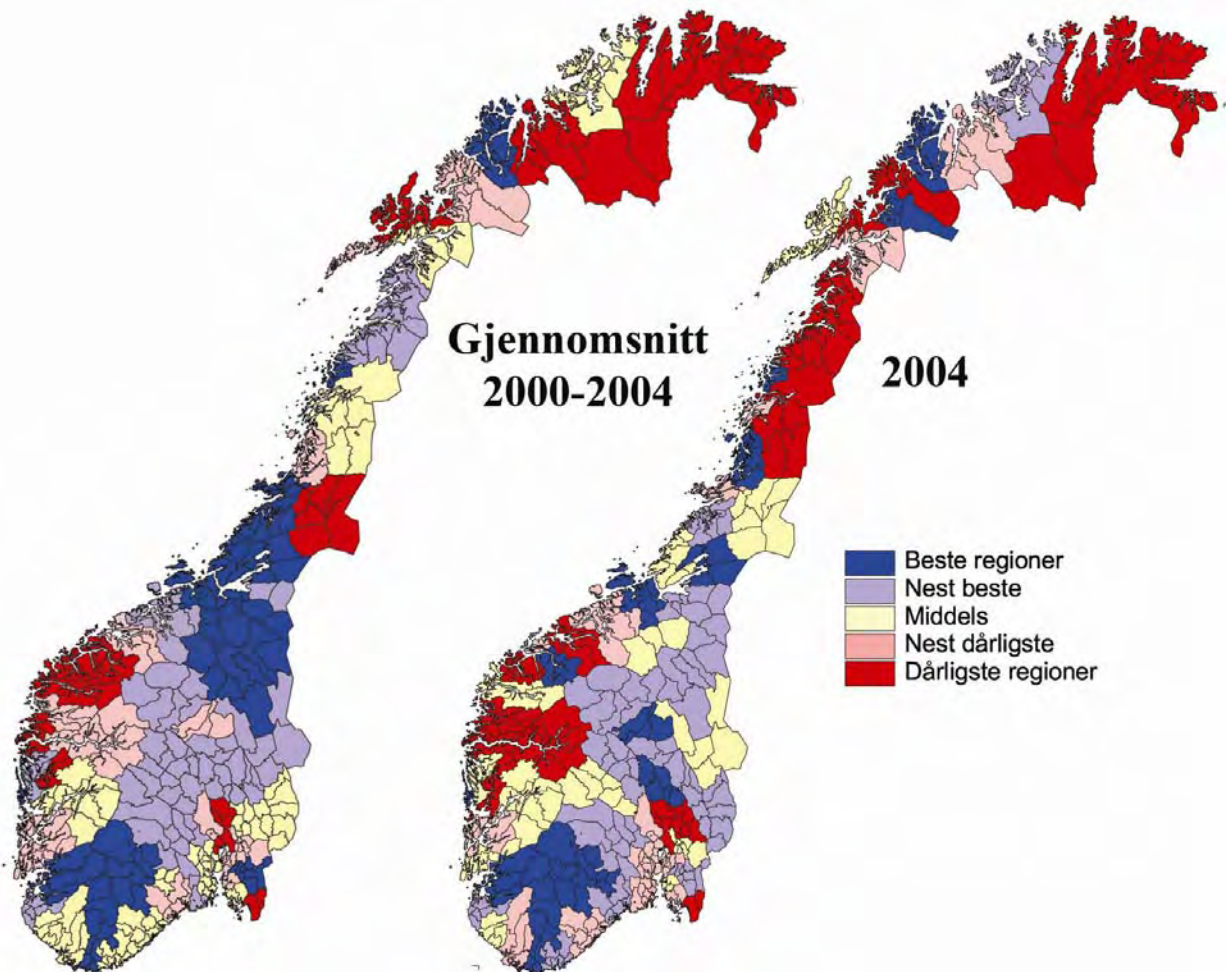 Gjennomsnitt
2000-2004
2004
Beste regioner
Nest beste
Middels
Nest dårligste
Dårligste regioner